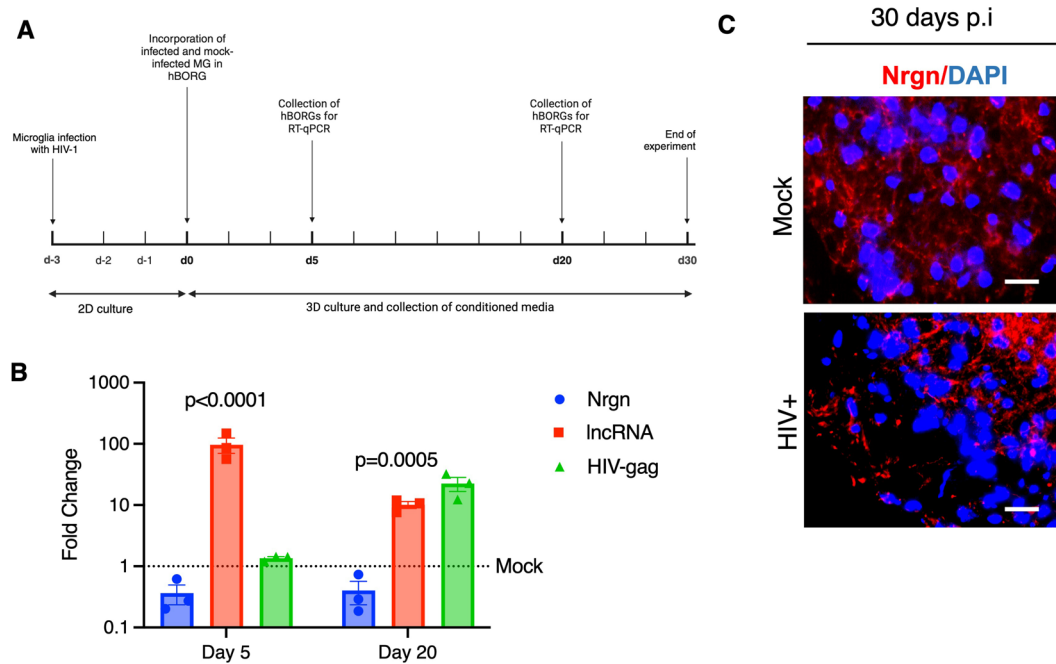 A
Incorporation of
infected and mock-
infected MG in
hBORG
Microglia infection
with HIV-1
Collection of
hBORGs for
RT-qPCR
Collection of
hBORGs for
RT-qPCR
End of
experiment
d-3
d-2
d-1
d0
d5
d20
d30
2D culture
3D culture and collection of conditioned media
B
Fold Change
1000
100
10
1
0.1
p<0.0001
p=0.0005
Nrgn
lncRNA
HIV-gag
Mock
Day 5
Day 20
C
30 days p.i
Nrgn/DAPI
Mock
HIV+